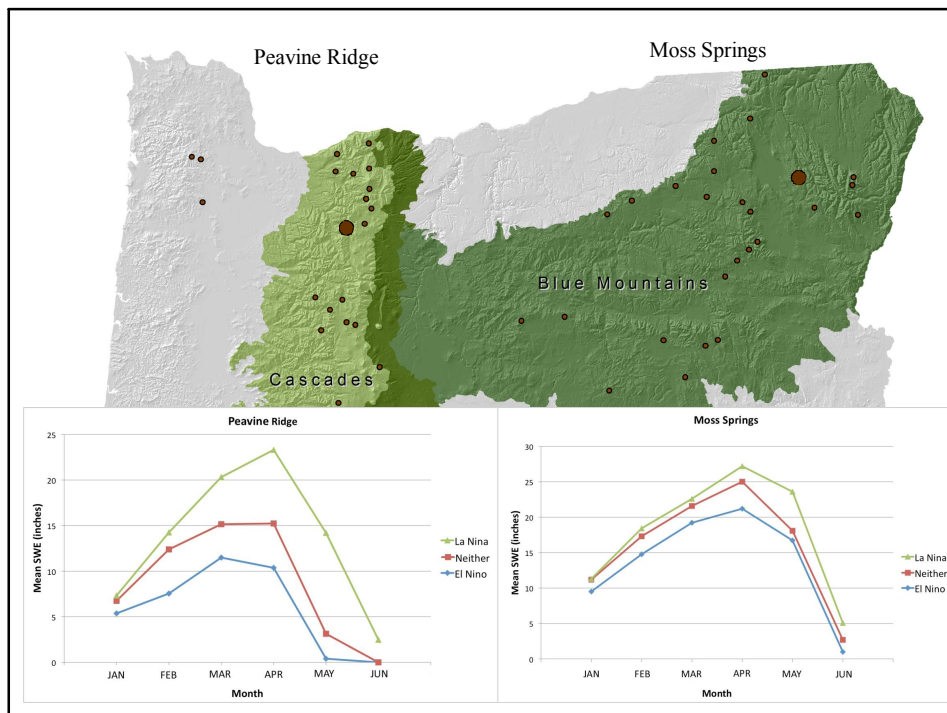 Peavine Ridge
Moss Springs
Blue Mountains
Cascades
Peavine Ridge
25
20
15
10
5
0
Mean SWE (inches)
JAN FEB MAR APR MAY JUN
Month
La Nina
Neither
El Nino
Moss Springs
30
25
20
15
10
5
0
Mean SWE (inches)
JAN FEB MAR APR MAY JUN
Month
La Nina
Neither
El Nino